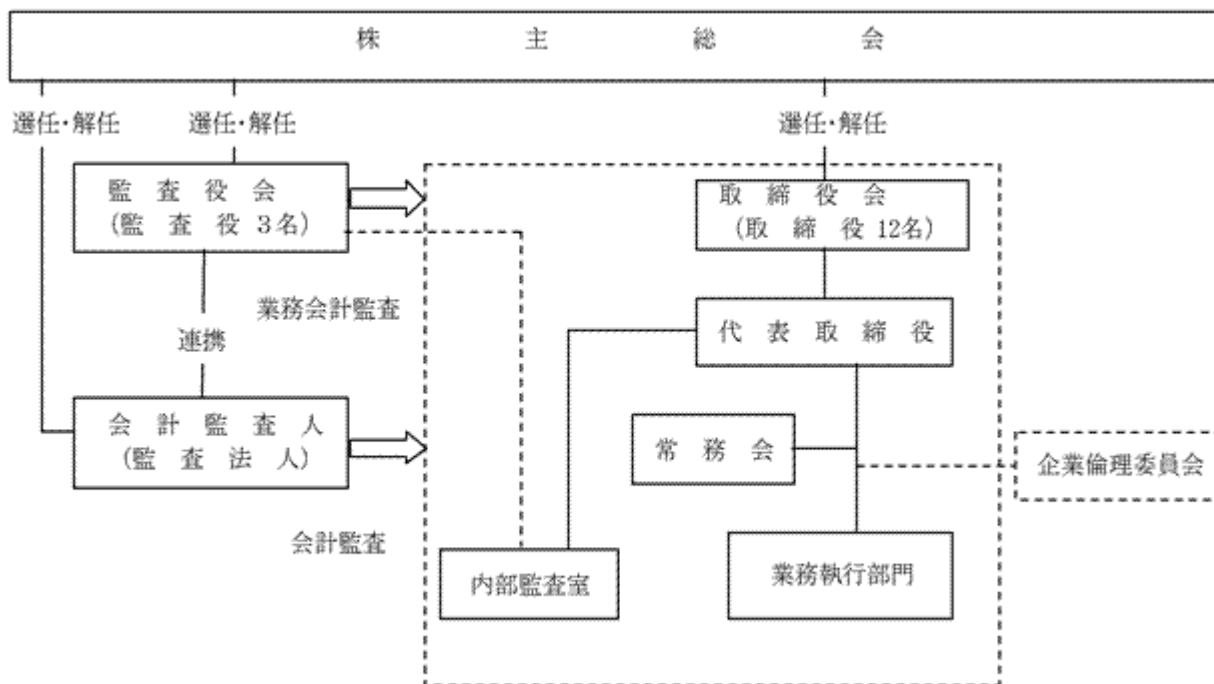 株主総会
選任・解任
選任・解任
選任・解任
監査役会
(監査役 3名)
取締役会
(取締役 12名)
業務会計監査
代表取締役
連携
会計監査人
(監査法人)
常務会
企業倫理委員会
会計監査
内部監査室
業務執行部門